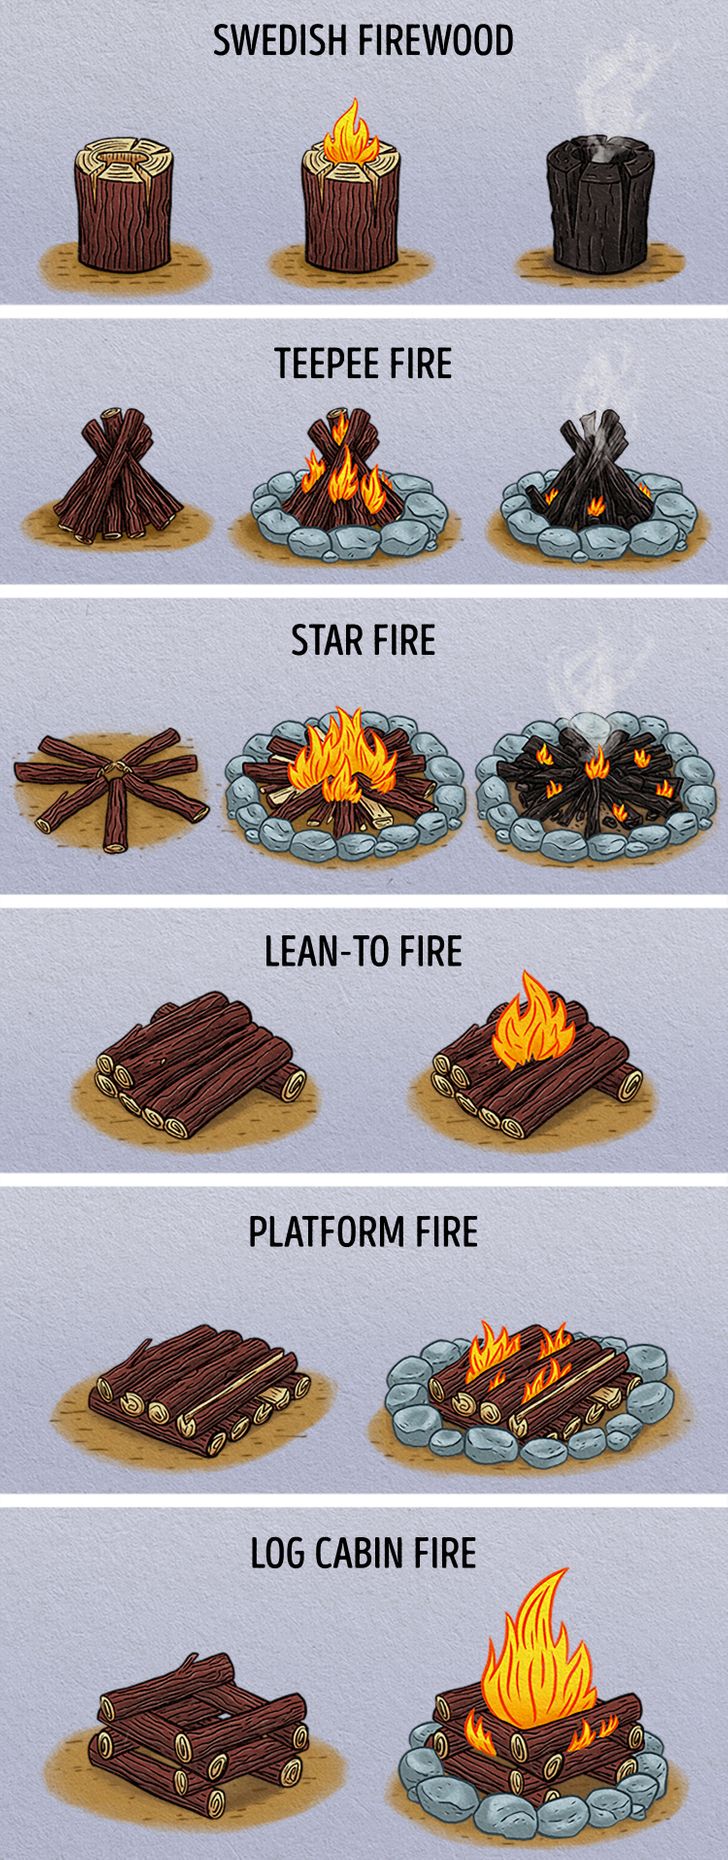 SWEDISH FIREWOOD
TEEPEE FIRE
STAR FIRE
LEAN-TO FIRE
PLATFORM FIRE
LOG CABIN FIRE